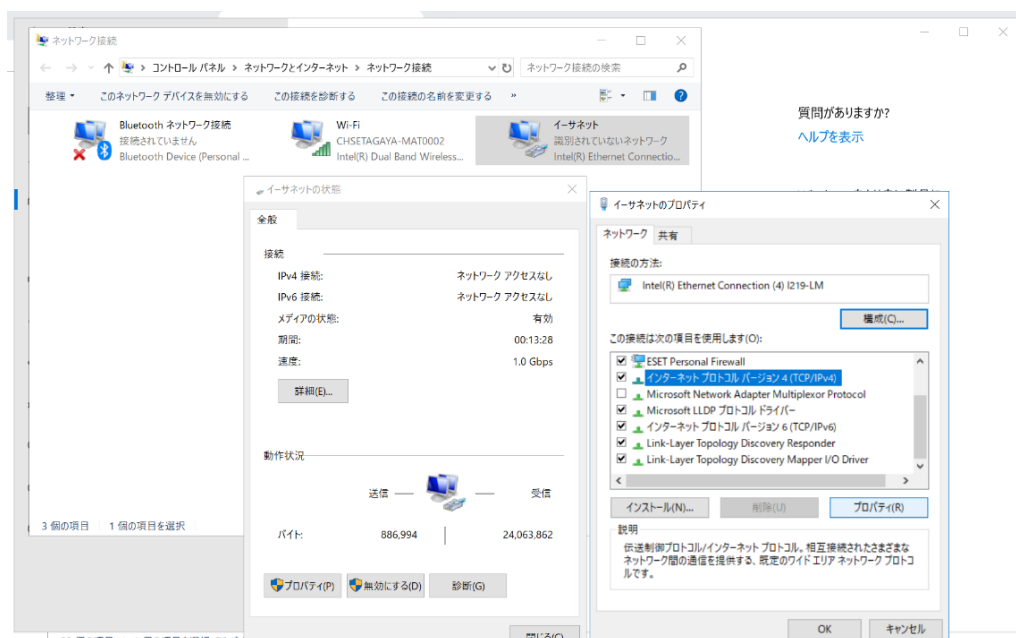 ネットワーク接続
コントロール パネル › ネットワークとインターネット › ネットワーク接続
ネットワーク接続の検索
整理
このネットワーク デバイスを無効にする
この接続を診断する
この接続の名前を変更する
»
Bluetooth ネットワーク接続
接続されていません
Bluetooth Device (Personal ...
Wi-Fi
CHSETAGAYA-MAT0002
Intel(R) Dual Band Wireless...
イーサネット
識別されていないネットワーク
Intel(R) Ethernet Connectio...
3 個の項目
1 個の項目を選択
質問がありますか?
ヘルプを表示
イーサネットの状態
全般
接続
IPv4 接続: ネットワーク アクセスなし
IPv6 接続: ネットワーク アクセスなし
メディアの状態: 有効
期間: 00:13:28
速度: 1.0 Gbps
詳細(E)...
動作状況
送信 — — 受信
バイト: 886,994 24,063,862
プロパティ(P)
無効にする(D)
診断(G)
閉じる(C)
イーサネットのプロパティ
ネットワーク
共有
接続の方法:
Intel(R) Ethernet Connection (4) I219-LM
構成(C)...
この接続は次の項目を使用します(O):
ESET Personal Firewall
インターネット プロトコル バージョン 4 (TCP/IPv4)
Microsoft Network Adapter Multiplexor Protocol
Microsoft LLDP プロトコル ドライバー
インターネット プロトコル バージョン 6 (TCP/IPv6)
Link-Layer Topology Discovery Responder
Link-Layer Topology Discovery Mapper I/O Driver
インストール(N)...
削除(U)
プロパティ(R)
説明
伝送制御プロトコル/インターネット プロトコル。相互接続されたさまざまな
ネットワーク間の通信を提供する、既定のワイド エリア ネットワーク プロトコ
ルです。
OK
キャンセル